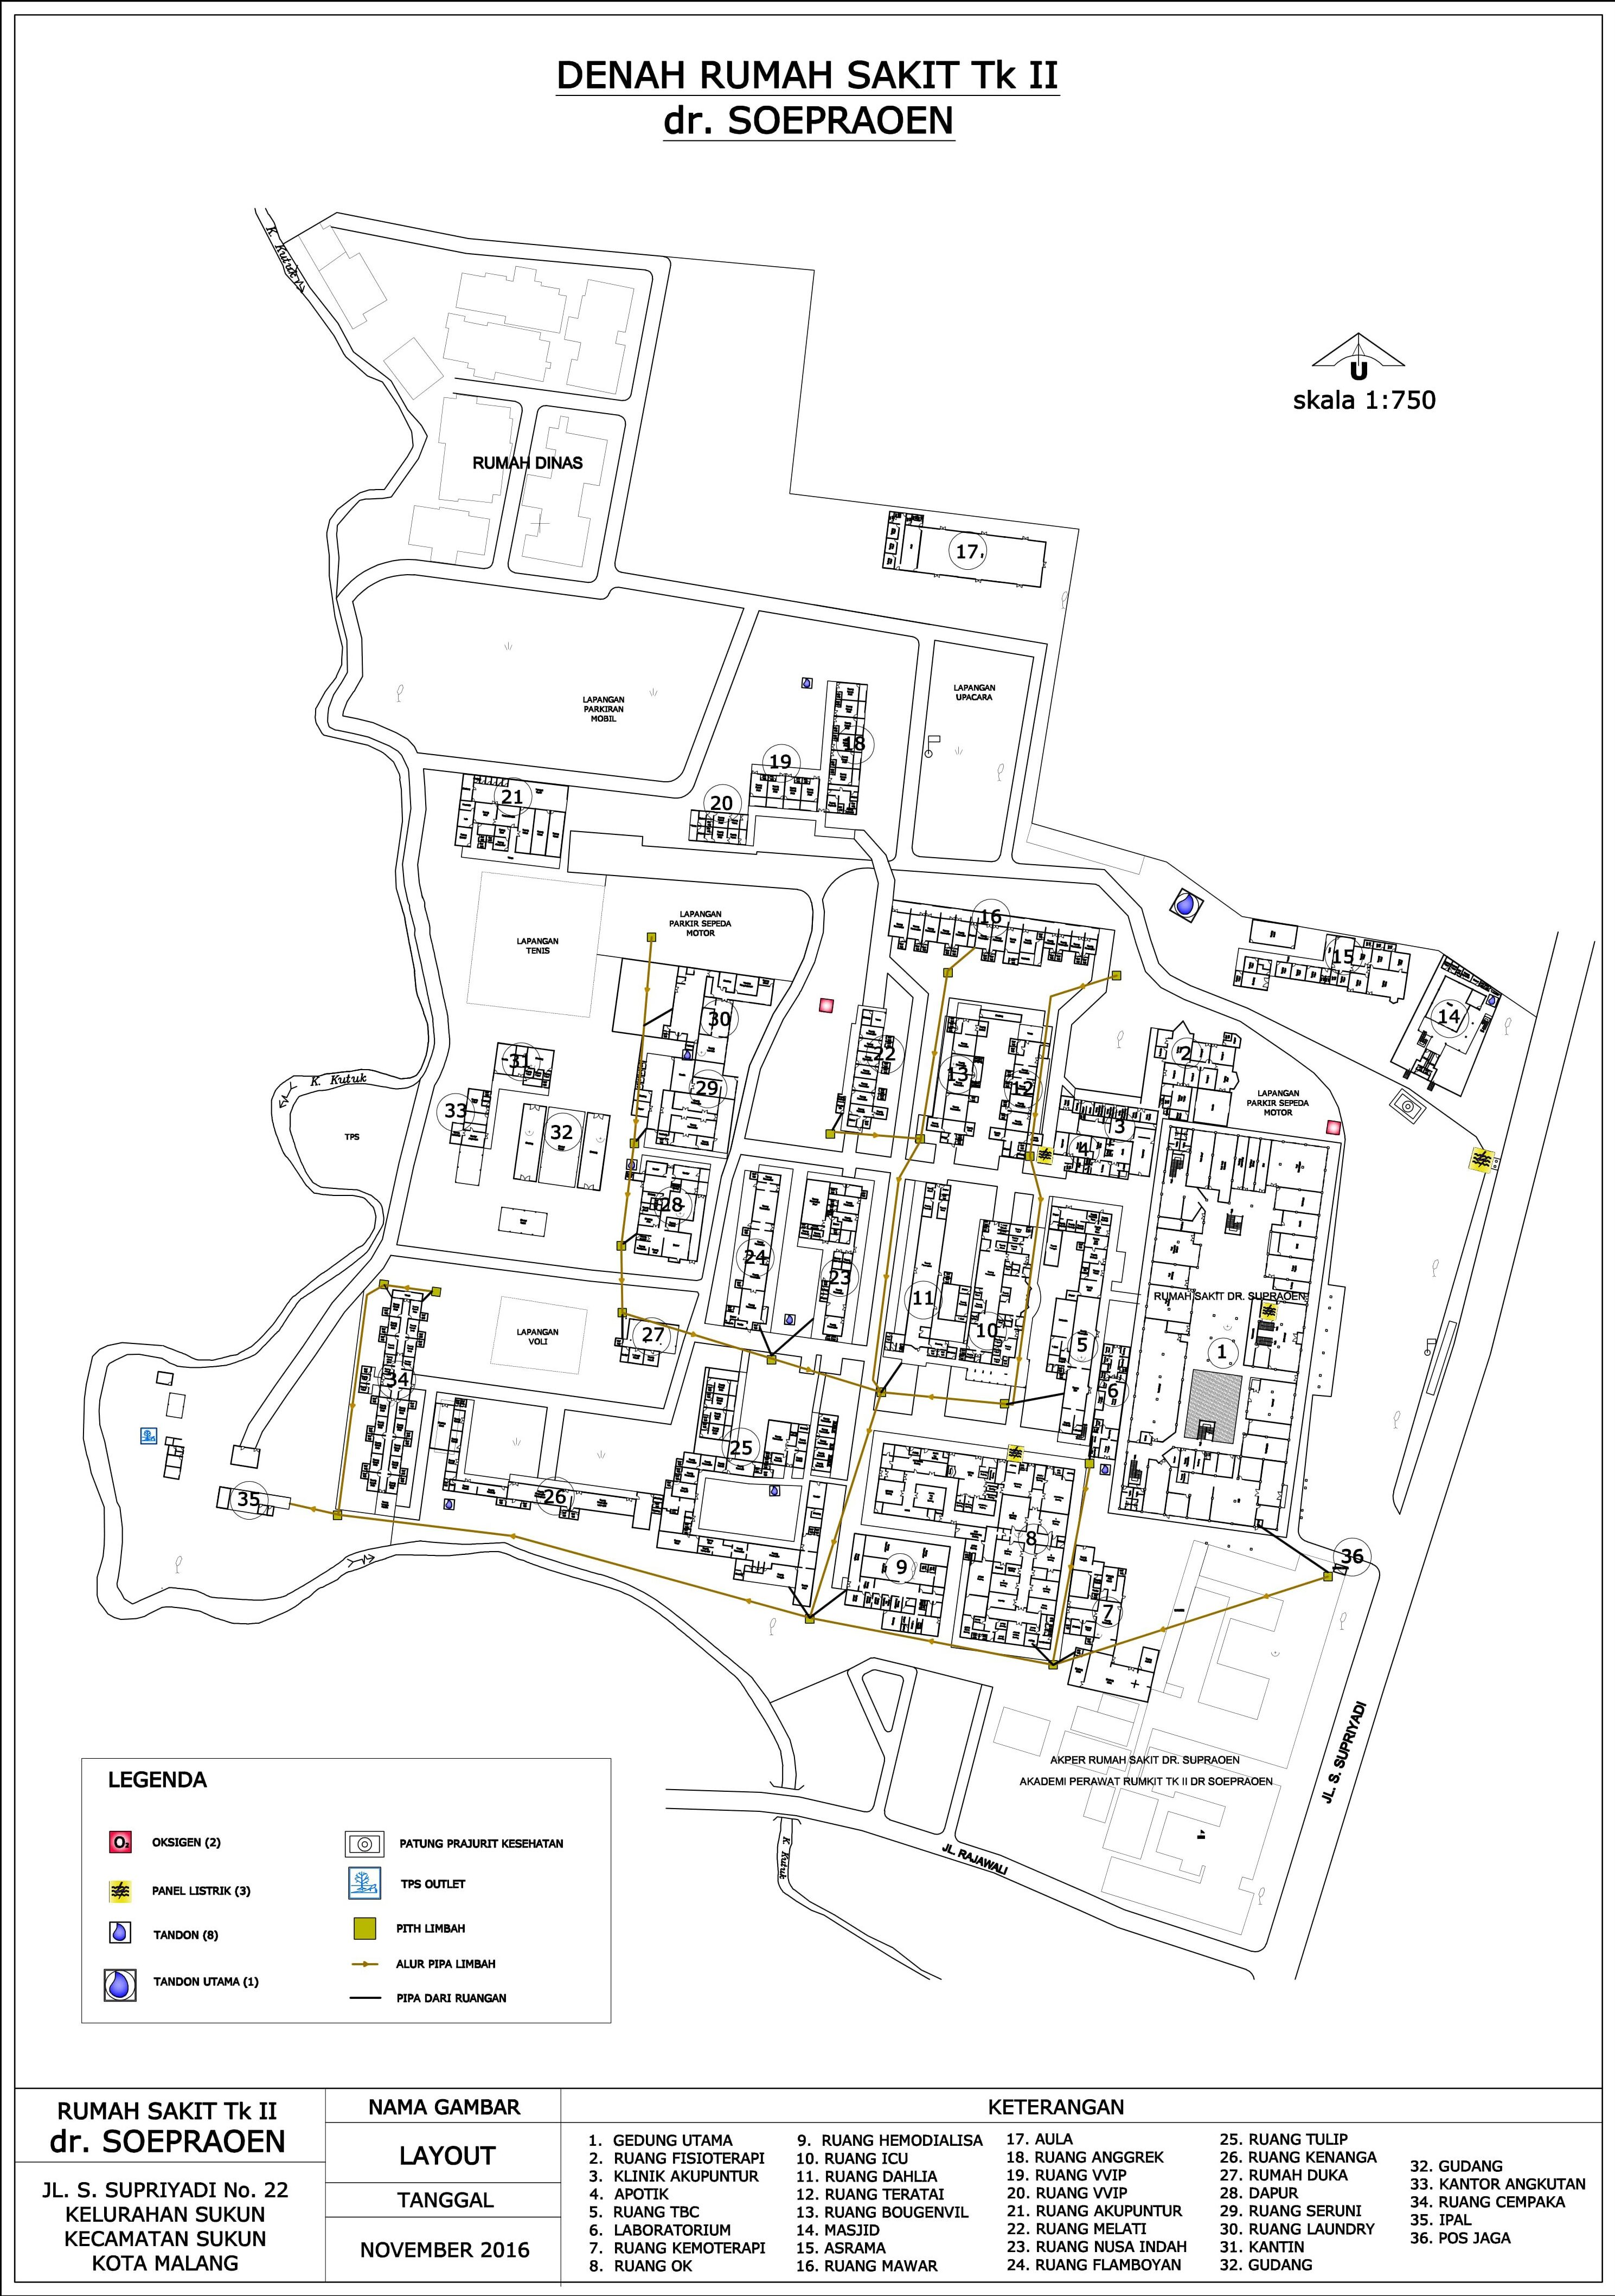 DENAH RUMAH SAKIT Tk II
dr. SOEPRAOEN
K. Kutuk
U
skala 1:750
RUMAH DINAS
17
LAPANGAN
PARKIRAN
MOBIL
LAPANGAN
UPACARA
18
19
20
21
LAPANGAN
PARKIR SEPEDA
MOTOR
LAPANGAN
TENIS
16
15
14
30
22
13
12
2
31
29
LAPANGAN
PARKIR SEPEDA
MOTOR
K. Kutuk
33
32
3
4
TPS
28
24
23
11
10
RUMAH SAKIT DR. SUPRAOEN
LAPANGAN
VOLI
27
5
1
34
6
25
35
26
8
9
36
7
JL. S. SUPRIYADI
AKPER RUMAH SAKIT DR. SUPRAOEN
AKADEMI PERAWAT RUMKIT TK II DR SOEPRAOEN
K. Kutuk
JL. RAJAWALI
LEGENDA
O2
OKSIGEN (2)
PATUNG PRAJURIT KESEHATAN
PANEL LISTRIK (3)
TPS OUTLET
TANDON (8)
PITH LIMBAH
ALUR PIPA LIMBAH
TANDON UTAMA (1)
PIPA DARI RUANGAN
RUMAH SAKIT Tk II
dr. SOEPRAOEN
JL. S. SUPRIYADI No. 22
KELURAHAN SUKUN
KECAMATAN SUKUN
KOTA MALANG
NAMA GAMBAR
LAYOUT
TANGGAL
NOVEMBER 2016
KETERANGAN
1. GEDUNG UTAMA
2. RUANG FISIOTERAPI
3. KLINIK AKUPUNTUR
4. APOTIK
5. RUANG TBC
6. LABORATORIUM
7. RUANG KEMOTERAPI
8. RUANG OK
9. RUANG HEMODIALISA
10. RUANG ICU
11. RUANG DAHLIA
12. RUANG TERATAI
13. RUANG BOUGENVIL
14. MASJID
15. ASRAMA
16. RUANG MAWAR
17. AULA
18. RUANG ANGGREK
19. RUANG VVIP
20. RUANG VVIP
21. RUANG AKUPUNTUR
22. RUANG MELATI
23. RUANG NUSA INDAH
24. RUANG FLAMBOYAN
25. RUANG TULIP
26. RUANG KENANGA
27. RUMAH DUKA
28. DAPUR
29. RUANG SERUNI
30. RUANG LAUNDRY
31. KANTIN
32. GUDANG
32. GUDANG
33. KANTOR ANGKUTAN
34. RUANG CEMPAKA
35. IPAL
36. POS JAGA